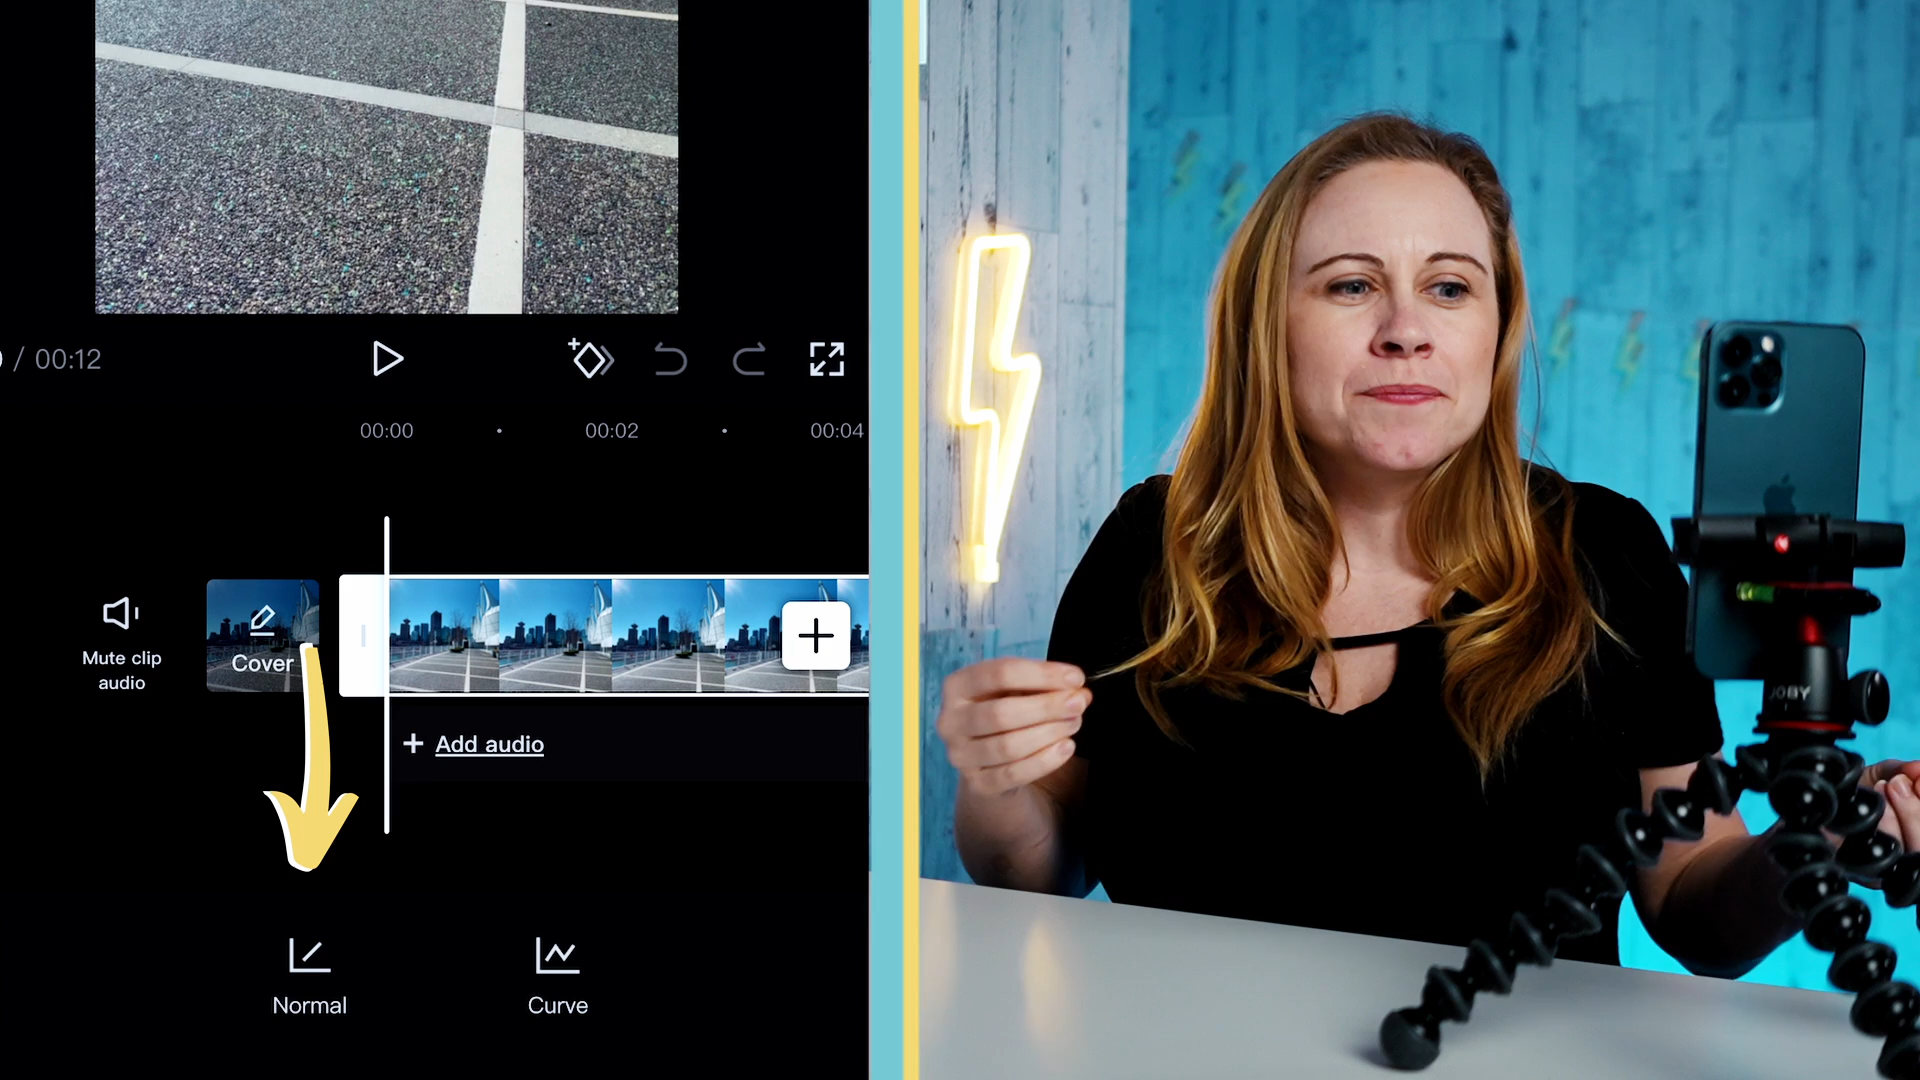 / 00:12
00:00
00:02
00:04
Mute clip
audio
Cover
Add audio
Normal
Curve
JOBY